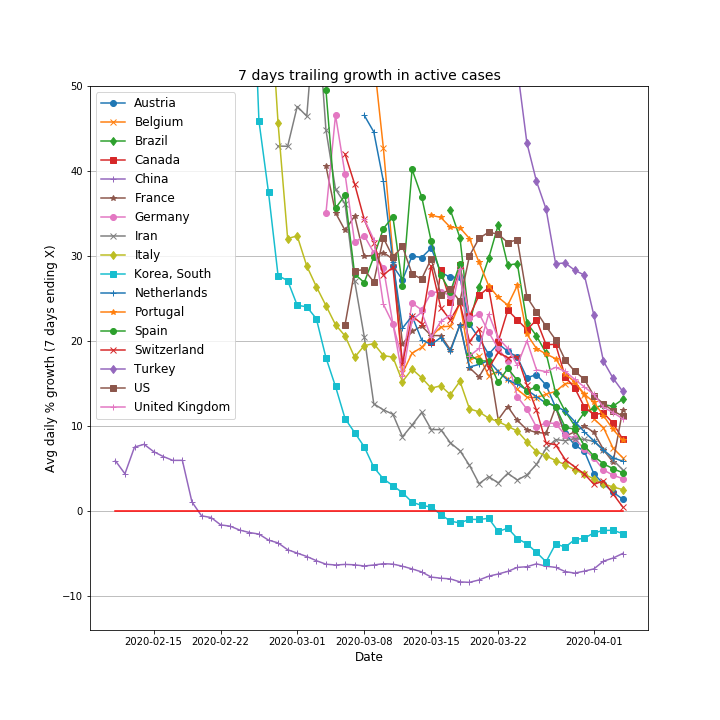 7 days trailing growth in active cases
50
40
30
20
10
0
−10
Avg daily % growth (7 days ending X)
Austria
Belgium
Brazil
Canada
China
France
Germany
Iran
Italy
Korea, South
Netherlands
Portugal
Spain
Switzerland
Turkey
US
United Kingdom
2020-02-15 2020-02-22 2020-03-01 2020-03-08 2020-03-15 2020-03-22 2020-04-01
Date